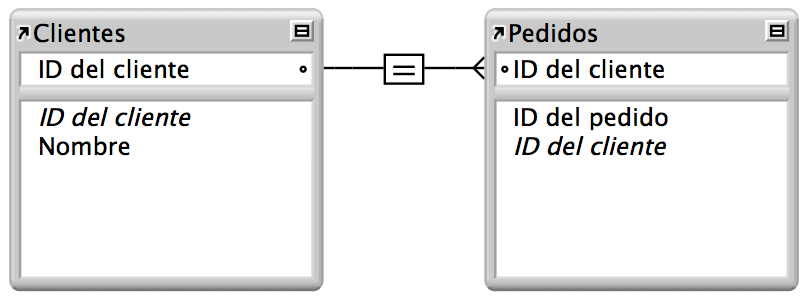 Clientes
ID del cliente
ID del cliente
Nombre
=
Pedidos
ID del cliente
ID del pedido
ID del cliente